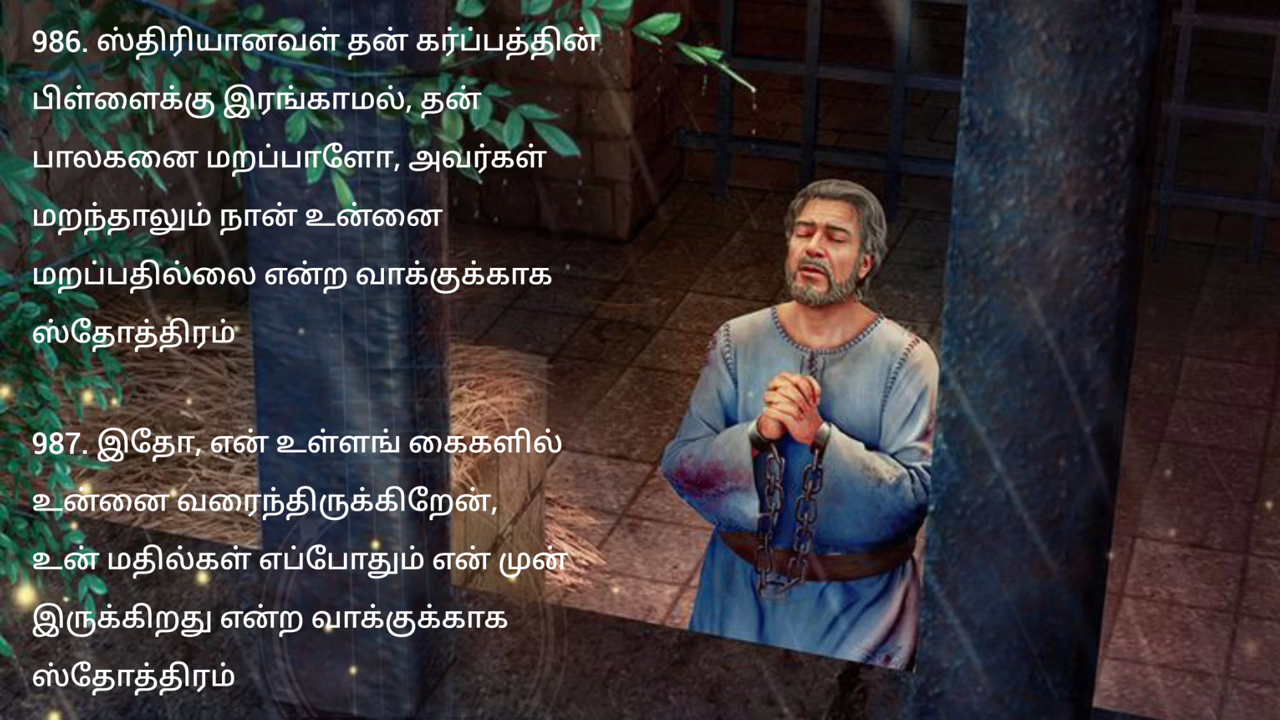 986. ஸ்திரியானவள் தன் கர்ப்பத்தின்
பிள்ளைக்கு இரங்காமல், தன்
பாலகனை மறப்பாளோ, அவர்கள்
மறந்தாலும் நான் உன்னை
மறப்பதில்லை என்ற வாக்குக்காக
ஸ்தோத்திரம்
987. இதோ, என் உள்ளங் கைகளில்
உன்னை வரைந்திருக்கிறேன்,
உன் மதில்கள் எப்போதும் என் முன்
இருக்கிறது என்ற வாக்குக்காக
ஸ்தோத்திரம்